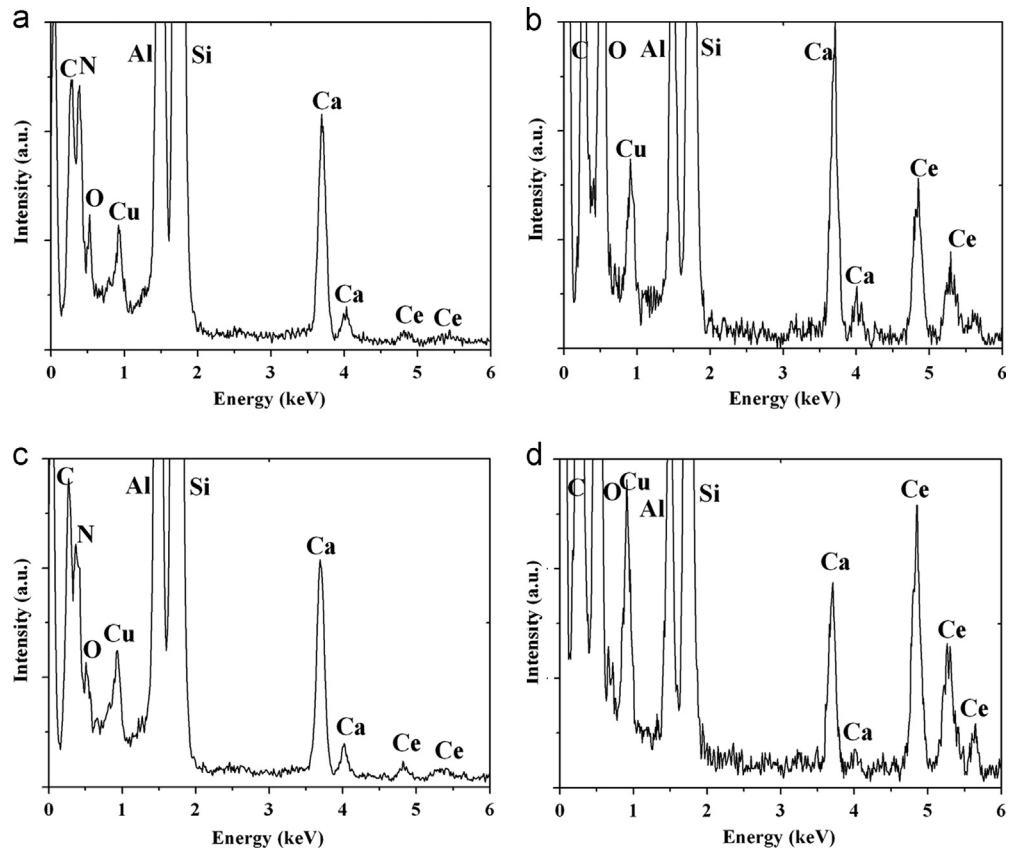 a
C N
Al
Si
O
Cu
Ca
Ca
Ce Ce
Intensity (a.u.)
0 1 2 3 4 5 6
Energy (keV)
b
C O Al Si
Ca
Cu
Ca
Ce
Ce
Intensity (a.u.)
0 1 2 3 4 5 6
Energy (keV)
c
C
N
Al
Si
O
Cu
Ca
Ca
Ce Ce
Intensity (a.u.)
0 1 2 3 4 5 6
Energy (keV)
d
C O Cu
Al
Si
Ca
Ca
Ce
Ce
Ce
Intensity (a.u.)
0 1 2 3 4 5 6
Energy (keV)